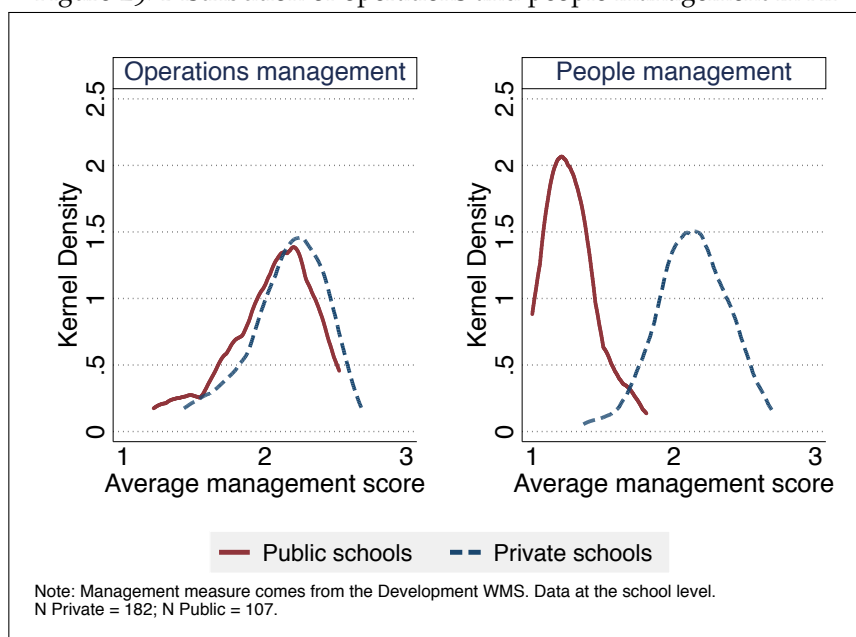 Operations management
People management
2.5
2
1.5
1
.5
0
Kernel Density
1 2 3
Average management score
2.5
2
1.5
1
.5
0
Kernel Density
1 2 3
Average management score
Public schools
Private schools
Note: Management measure comes from the Development WMS. Data at the school level.
N Private = 182; N Public = 107.